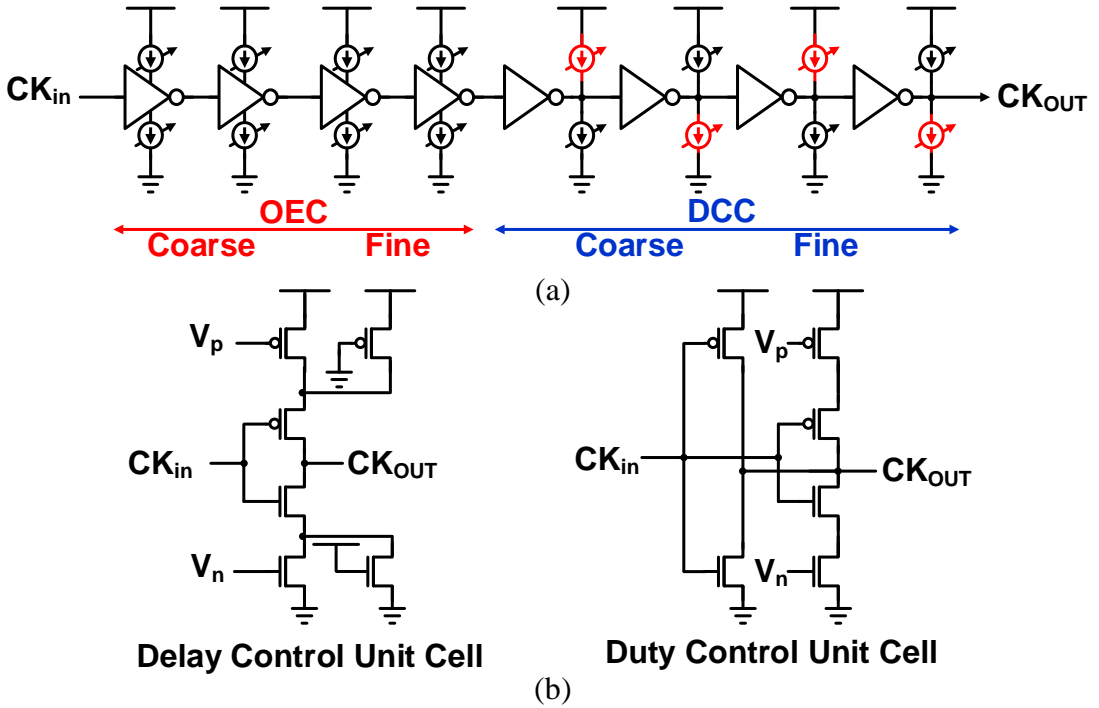 CKin CKOUT
OEC DCC
Coarse Fine Coarse Fine
(a)
Vp Vp
CKin CKOUT CKin CKOUT
Vn Vn
Delay Control Unit Cell Duty Control Unit Cell
(b)